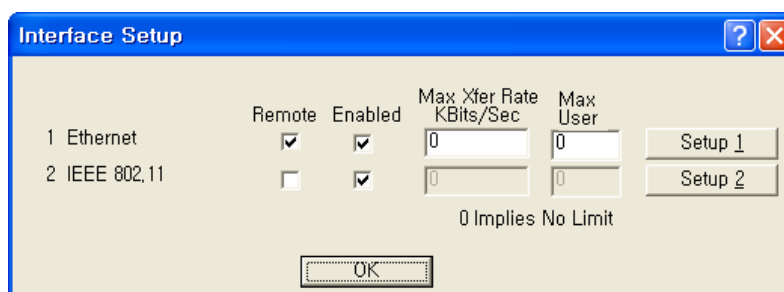 Interface Setup
Remote Enabled Max Xfer Rate KBits/Sec Max User
1 Ethernet 0 0 Setup 1
2 IEEE 802,11 0 0 Setup 2
0 Implies No Limit
OK